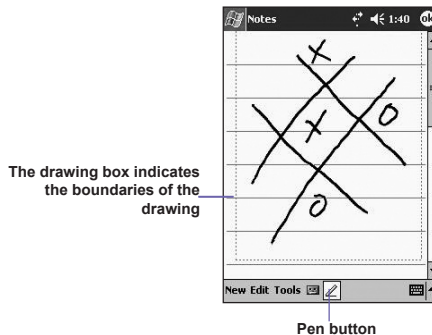 Notes 1:40 ok
X
X O
O
The drawing box indicates
the boundaries of the
drawing
New Edit Tools
Pen button